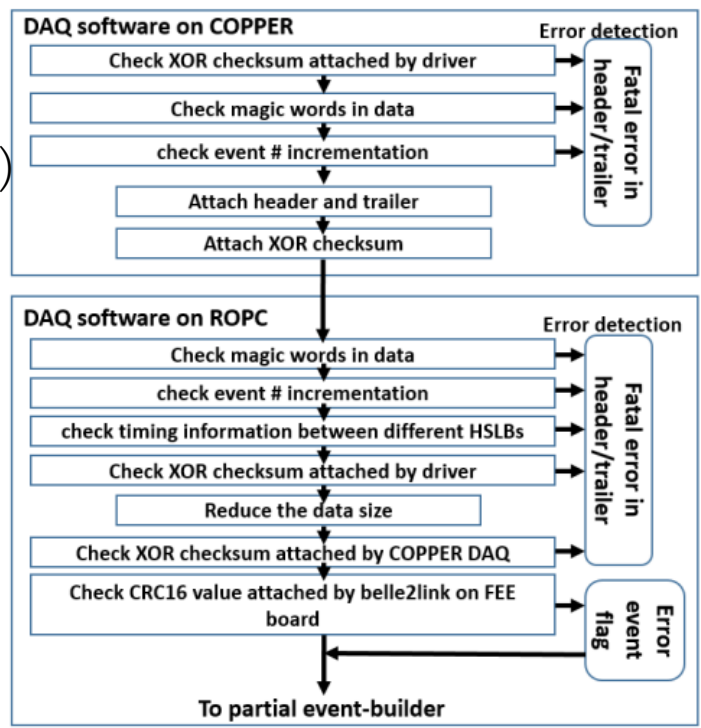 DAQ software on COPPER
Error detection
Check XOR checksum attached by driver
Check magic words in data
check event # incrementation
Fatal error in
header/trailer
)
Attach header and trailer
Attach XOR checksum
DAQ software on ROPC
Error detection
Check magic words in data
check event # incrementation
check timing information between different HSLBs
Check XOR checksum attached by driver
Reduce the data size
Check XOR checksum attached by COPPER DAQ
Fatal error in
header/trailer
Check CRC16 value attached by belle2link on FEE
board
Error
event
flag
To partial event-builder